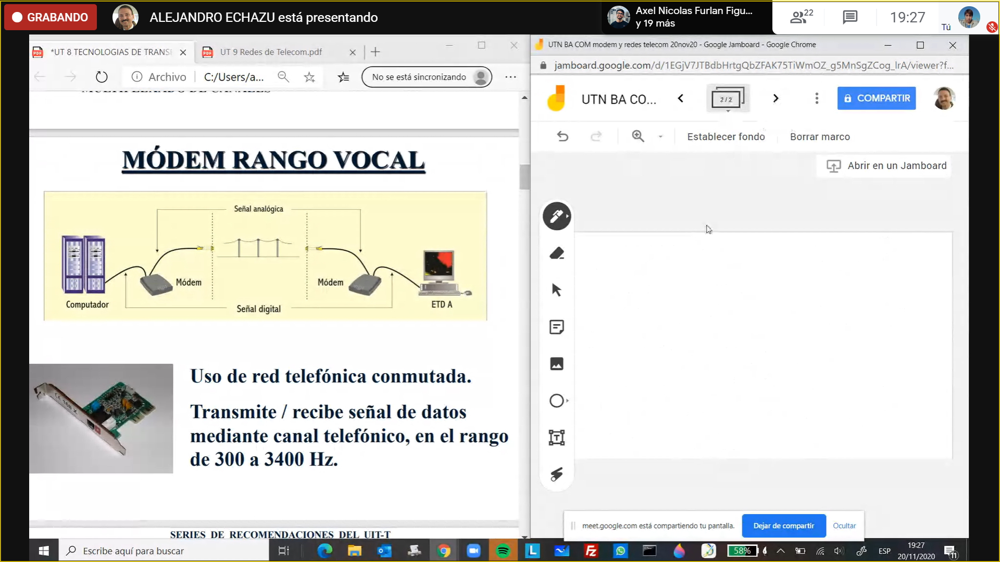 GRABANDO
ALEJANDRO ECHAZU está presentando
Axel Nicolas Furlan Figu...
y 19 más
22
19:27
Tú
*UT 8 TECNOLOGIAS DE TRANSI
UT 9 Redes de Telecom.pdf
Archivo
C:/Users/a...
No se está sincronizando
MÓDEM RANGO VOCAL
Señal analógica
Módem
Módem
Computador
Señal digital
ETD A
Uso de red telefónica conmutada.
Transmite / recibe señal de datos
mediante canal telefónico, en el rango
de 300 a 3400 Hz.
SERIES DE RECOMENDACIONES DEL UIT-T
UTN BA COM modem y redes telecom 20nov20 - Google Jamboard - Google Chrome
jamboard.google.com/d/1EGjV7JTBdbHrtgQbZFAK75TiWmOZ_g5MnSgZCog_lrA/viewer?f...
UTN BA CO...
2 / 2
COMPARTIR
Establecer fondo
Borrar marco
Abrir en un Jamboard
meet.google.com está compartiendo tu pantalla.
Dejar de compartir
Ocultar
Escribe aquí para buscar
58%
ESP
19:27
20/11/2020
11